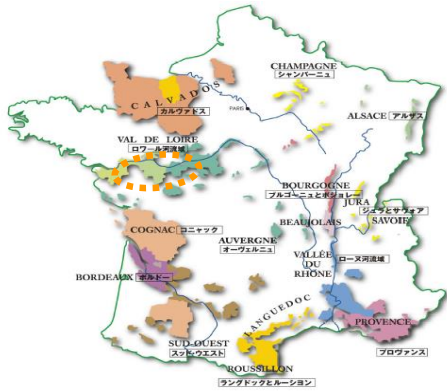 CHAMPAGNE
シャンパーニュ
CALVADOS
カルヴァドス
PARIS
ALSACE アルザス
VAL DE LOIRE
ロワール河流域
BOURGOGNE
ブルゴーニュとボジョレー
JURA
ジュラとサヴォア
SAVOIE
COGNAC コニャック
BEAUJOLAIS
AUVERGNE
オーヴェルニュ
VALLÉE
DU
RHÔNE
ローヌ河流域
BORDEAUX ボルドー
LANGUEDOC
PROVENCE
プロヴァンス
SUD-OUEST
スッド・ウエスト
ROUSSILLON
ラングドックとルーション